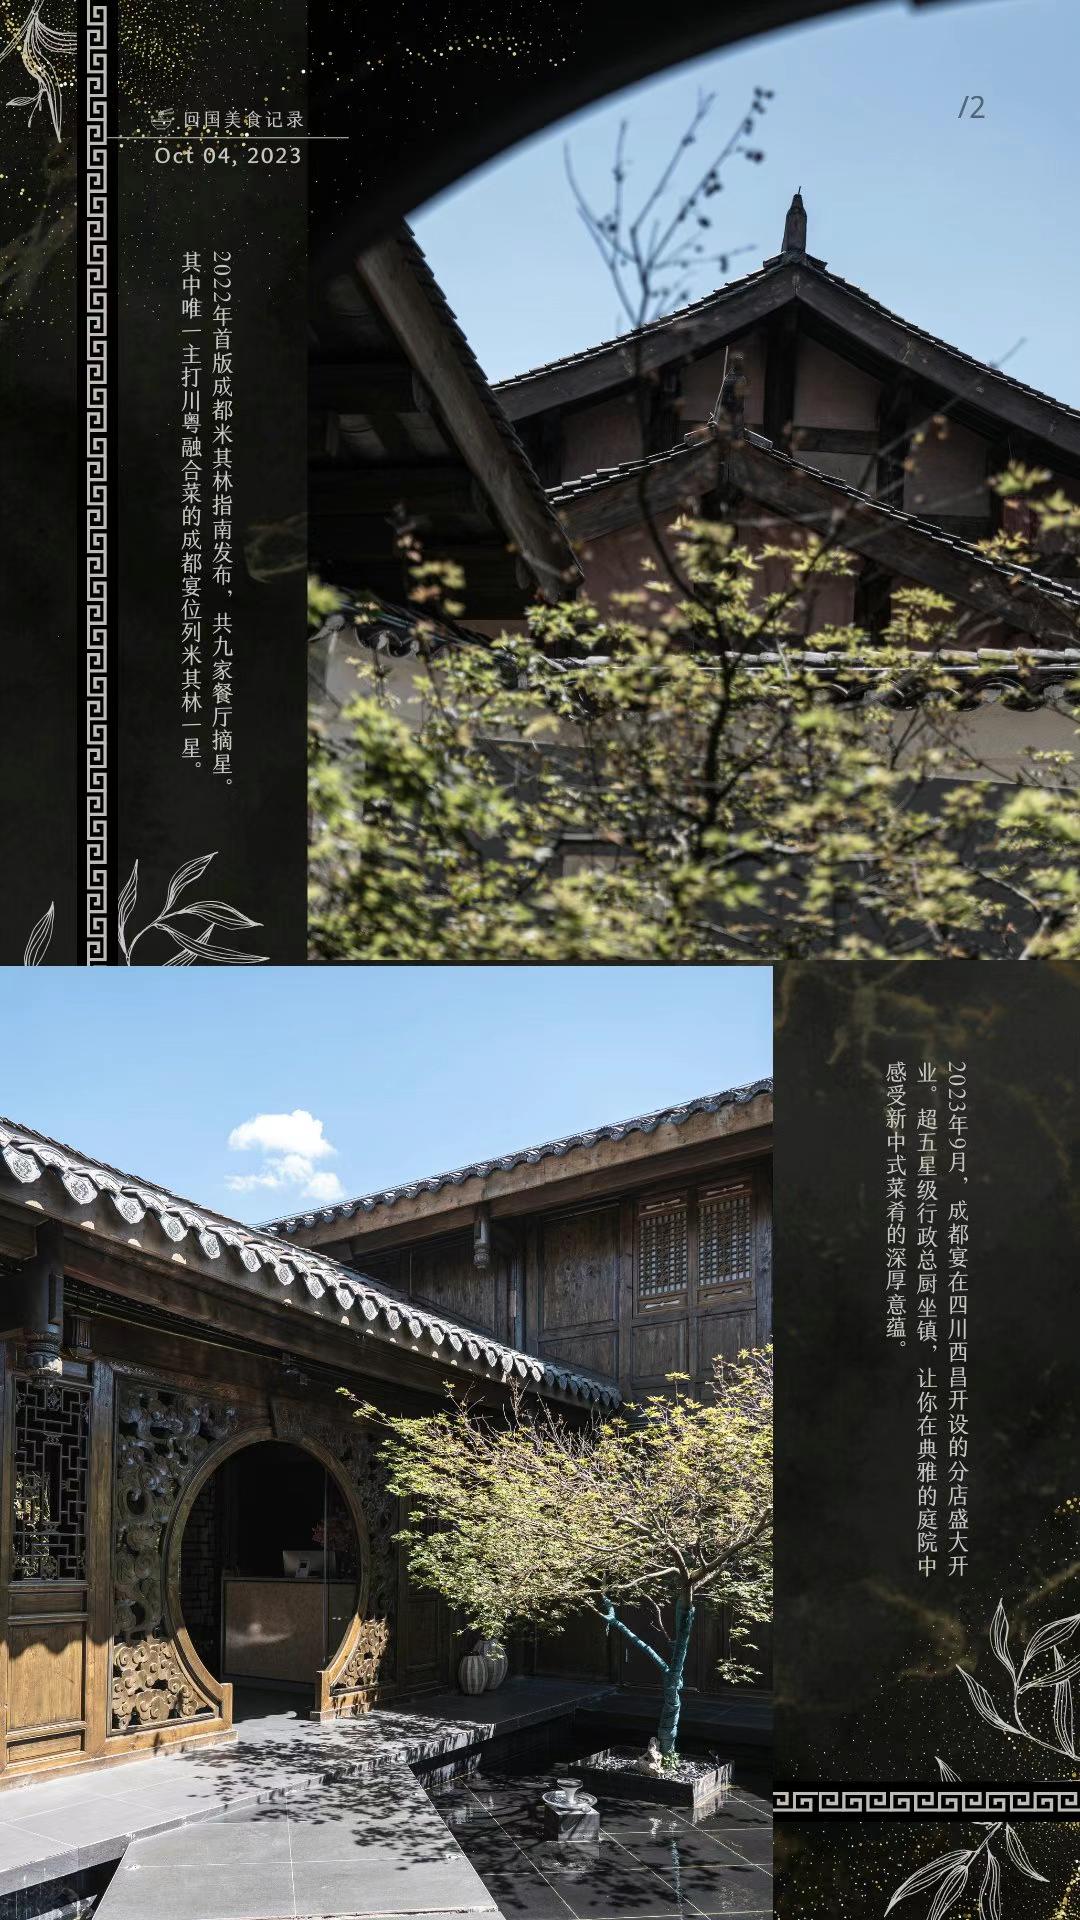 回国美食记录
Oct 04, 2023
/2
2022年首版成都米其林指南发布，共九家餐厅摘星。
其中唯一主打川粤融合菜的成都宴位列米其林一星。
2023年9月，成都宴在四川西昌开设的分店盛大开
业。超五星级行政总厨坐镇，让你在典雅的庭院中
感受新中式菜肴的深厚意蕴。